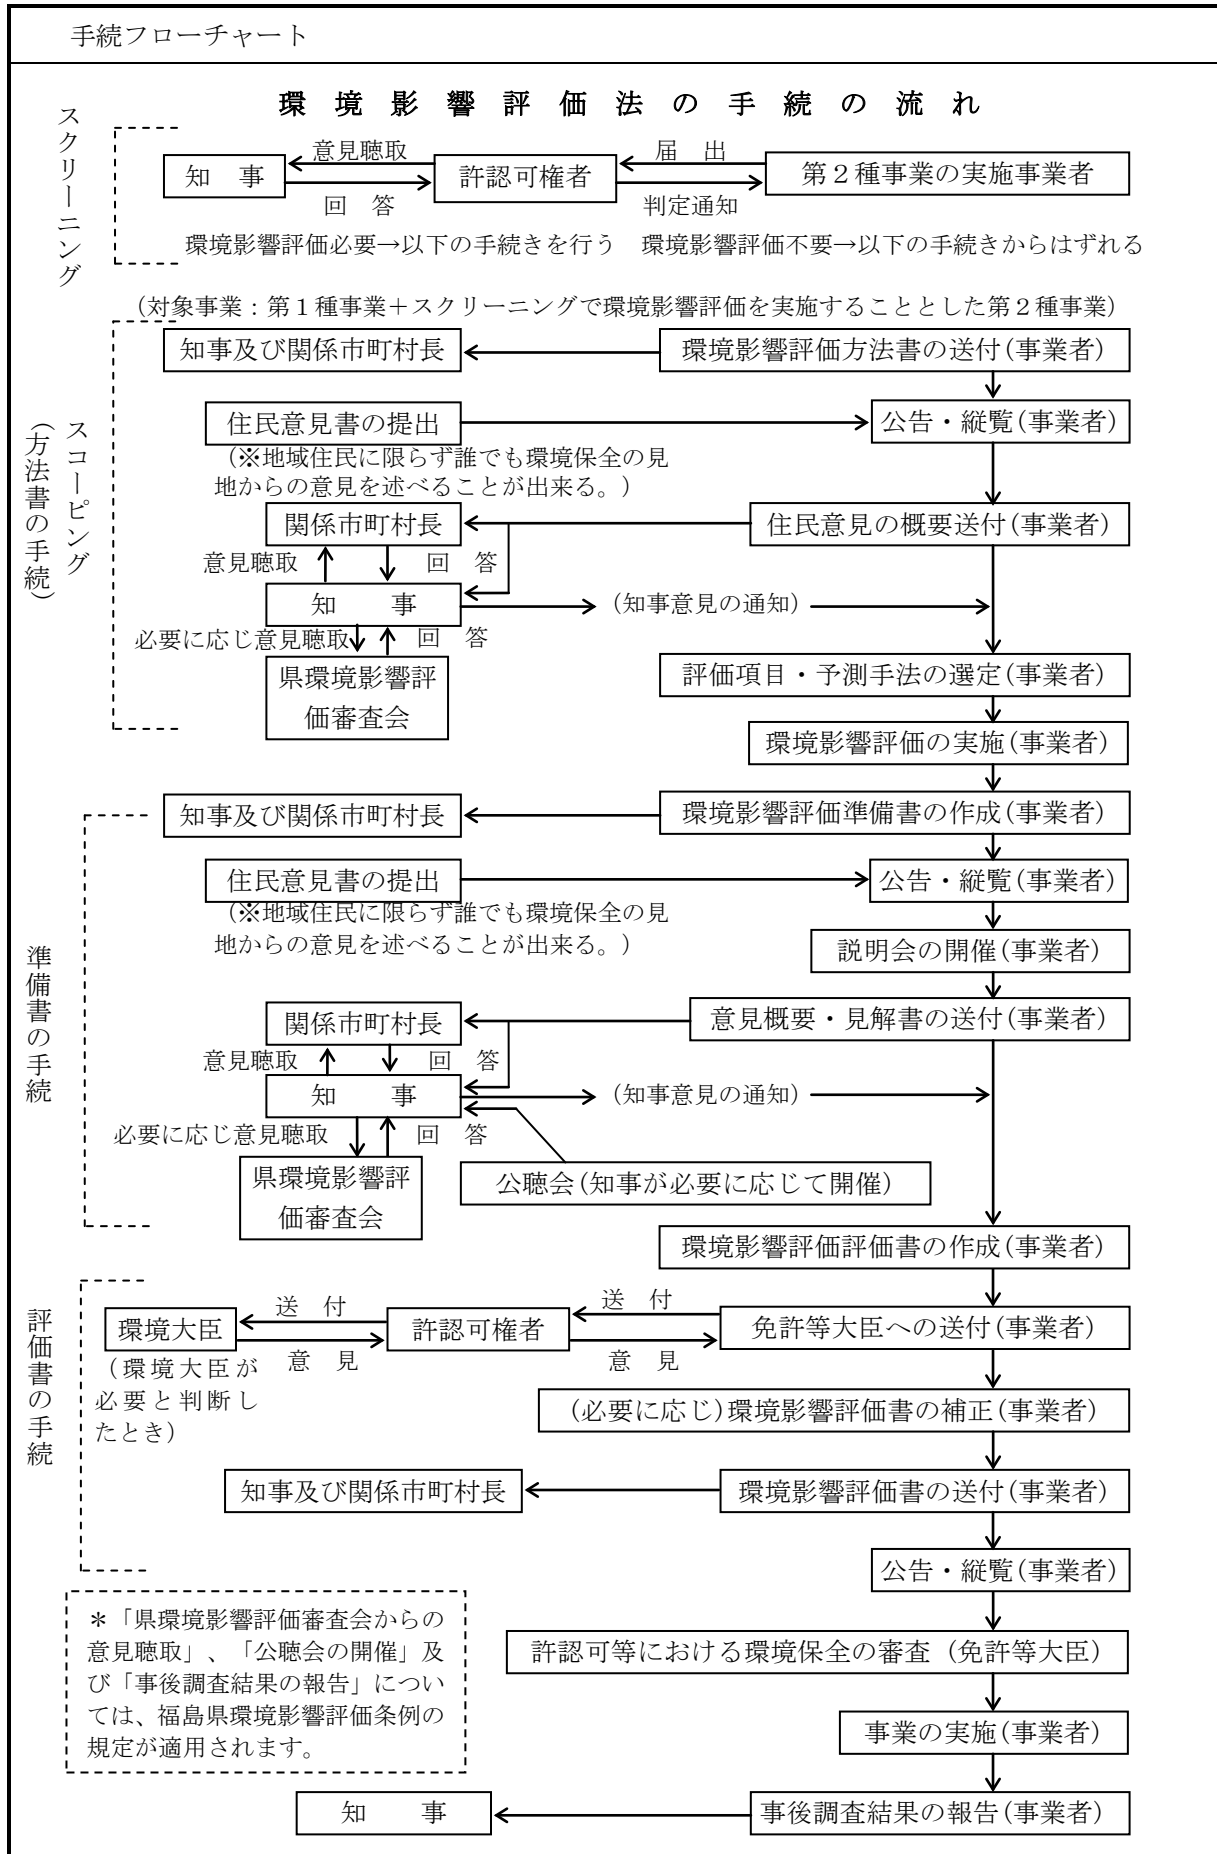 手続フローチャート
環境影響評価法の手続の流れ
スクリーニング
意見聴取
届 出
知 事
許認可権者
第２種事業の実施事業者
回 答
判定通知
環境影響評価必要→以下の手続きを行う 環境影響評価不要→以下の手続きからはずれる
（対象事業：第１種事業＋スクリーニングで環境影響評価を実施することとした第２種事業）
スコーピング
（方法書の手続）
知事及び関係市町村長
環境影響評価方法書の送付(事業者)
住民意見書の提出
公告・縦覧(事業者)
（※地域住民に限らず誰でも環境保全の見
地からの意見を述べることが出来る。）
関係市町村長
住民意見の概要送付(事業者)
意見聴取
回 答
知 事
（知事意見の通知）
必要に応じ意見聴取
回 答
県環境影響評
価審査会
評価項目・予測手法の選定(事業者)
環境影響評価の実施(事業者)
準備書の手続
知事及び関係市町村長
環境影響評価準備書の作成(事業者)
住民意見書の提出
公告・縦覧(事業者)
（※地域住民に限らず誰でも環境保全の見
地からの意見を述べることが出来る。）
説明会の開催(事業者)
関係市町村長
意見概要・見解書の送付(事業者)
意見聴取
回 答
知 事
（知事意見の通知）
必要に応じ意見聴取
回 答
県環境影響評
価審査会
公聴会(知事が必要に応じて開催)
環境影響評価評価書の作成(事業者)
評価書の手続
送 付
送 付
環境大臣
許認可権者
免許等大臣への送付(事業者)
意 見
意 見
（環境大臣が
必要と判断し
たとき）
(必要に応じ)環境影響評価書の補正(事業者)
知事及び関係市町村長
環境影響評価書の送付(事業者)
公告・縦覧(事業者)
＊「県環境影響評価審査会からの
意見聴取」、「公聴会の開催」及
び「事後調査結果の報告」につい
ては、福島県環境影響評価条例の
規定が適用されます。
許認可等における環境保全の審査（免許等大臣）
事業の実施(事業者)
知 事
事後調査結果の報告(事業者)